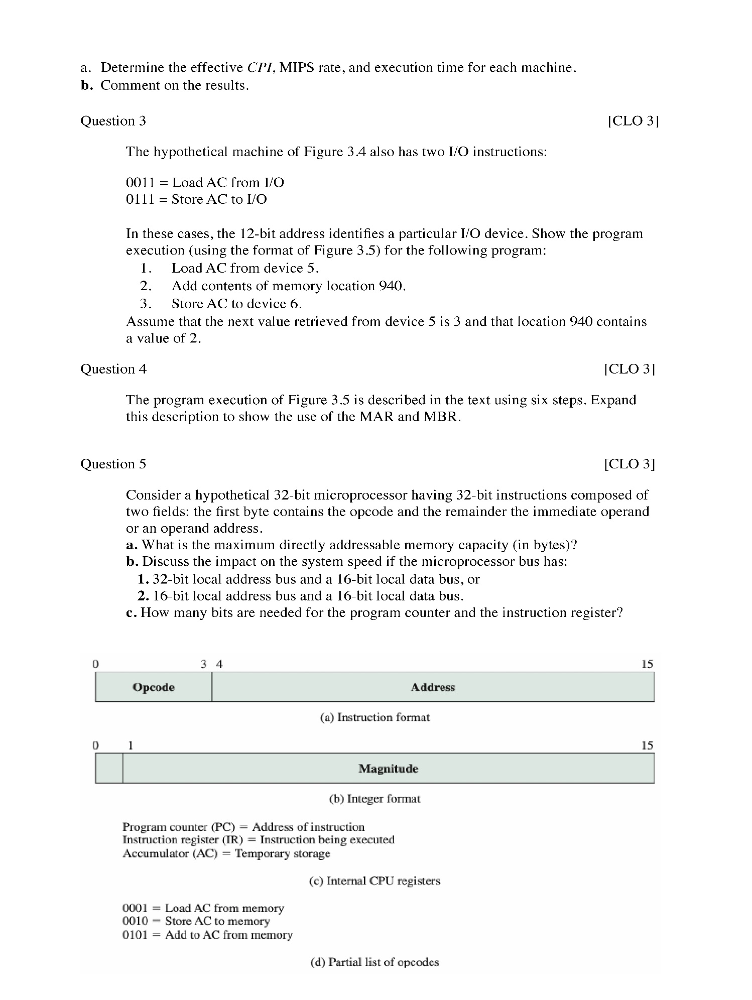 a. Determine the effective CPI, MIPS rate, and execution time for each machine.
b. Comment on the results.
Question 3 [CLO 3]
The hypothetical machine of Figure 3.4 also has two I/O instructions:
0011 = Load AC from I/O
0111 = Store AC to I/O
In these cases, the 12-bit address identifies a particular I/O device. Show the program
execution (using the format of Figure 3.5) for the following program:
1. Load AC from device 5.
2. Add contents of memory location 940.
3. Store AC to device 6.
Assume that the next value retrieved from device 5 is 3 and that location 940 contains
a value of 2.
Question 4 [CLO 3]
The program execution of Figure 3.5 is described in the text using six steps. Expand
this description to show the use of the MAR and MBR.
Question 5 [CLO 3]
Consider a hypothetical 32-bit microprocessor having 32-bit instructions composed of
two fields: the first byte contains the opcode and the remainder the immediate operand
or an operand address.
a. What is the maximum directly addressable memory capacity (in bytes)?
b. Discuss the impact on the system speed if the microprocessor bus has:
1. 32-bit local address bus and a 16-bit local data bus, or
2. 16-bit local address bus and a 16-bit local data bus.
c. How many bits are needed for the program counter and the instruction register?
0 3 4 15
Opcode Address
(a) Instruction format
0 1 15
Magnitude
(b) Integer format
Program counter (PC) = Address of instruction
Instruction register (IR) = Instruction being executed
Accumulator (AC) = Temporary storage
(c) Internal CPU registers
0001 = Load AC from memory
0010 = Store AC to memory
0101 = Add to AC from memory
(d) Partial list of opcodes